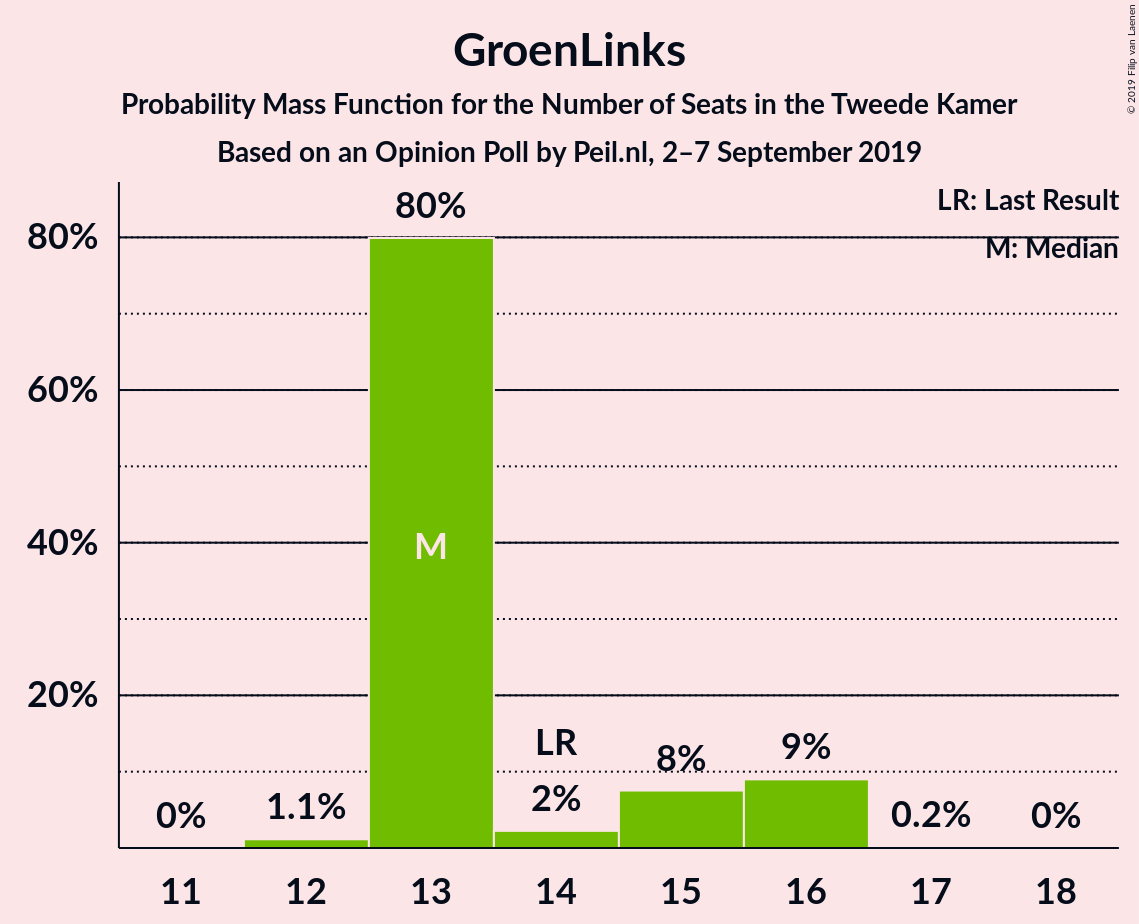 GroenLinks
Probability Mass Function for the Number of Seats in the Tweede Kamer
Based on an Opinion Poll by Peil.nl, 2–7 September 2019
© 2019 Filip van Laenen
LR: Last Result
M: Median
80%
60%
40%
20%
0%
1.1%
80%
M
LR
2%
8%
9%
0.2%
0%
11 12 13 14 15 16 17 18